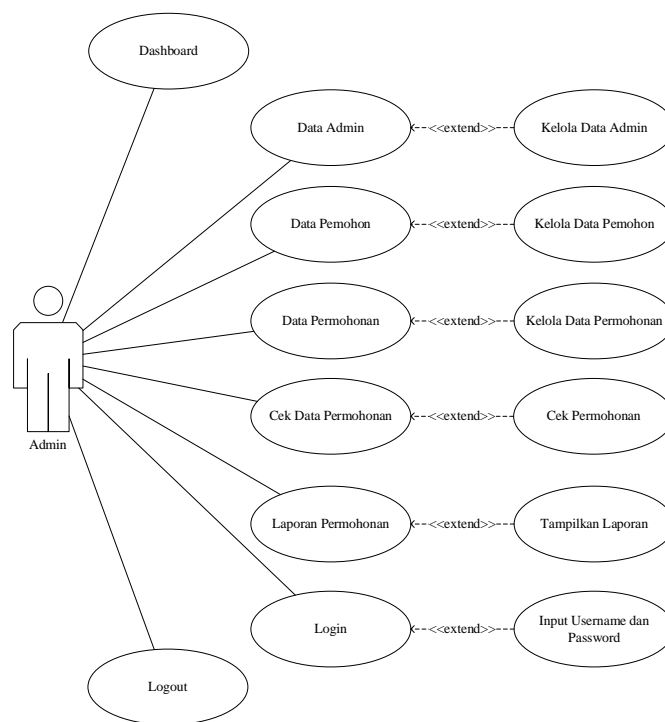 Dashboard
Data Admin
<<extend>>
Kelola Data Admin
Data Pemohon
<<extend>>
Kelola Data Pemohon
Data Permohonan
<<extend>>
Kelola Data Permohonan
Cek Data Permohonan
<<extend>>
Cek Permohonan
Admin
Laporan Permohonan
<<extend>>
Tampilkan Laporan
Login
<<extend>>
Input Username dan
Password
Logout